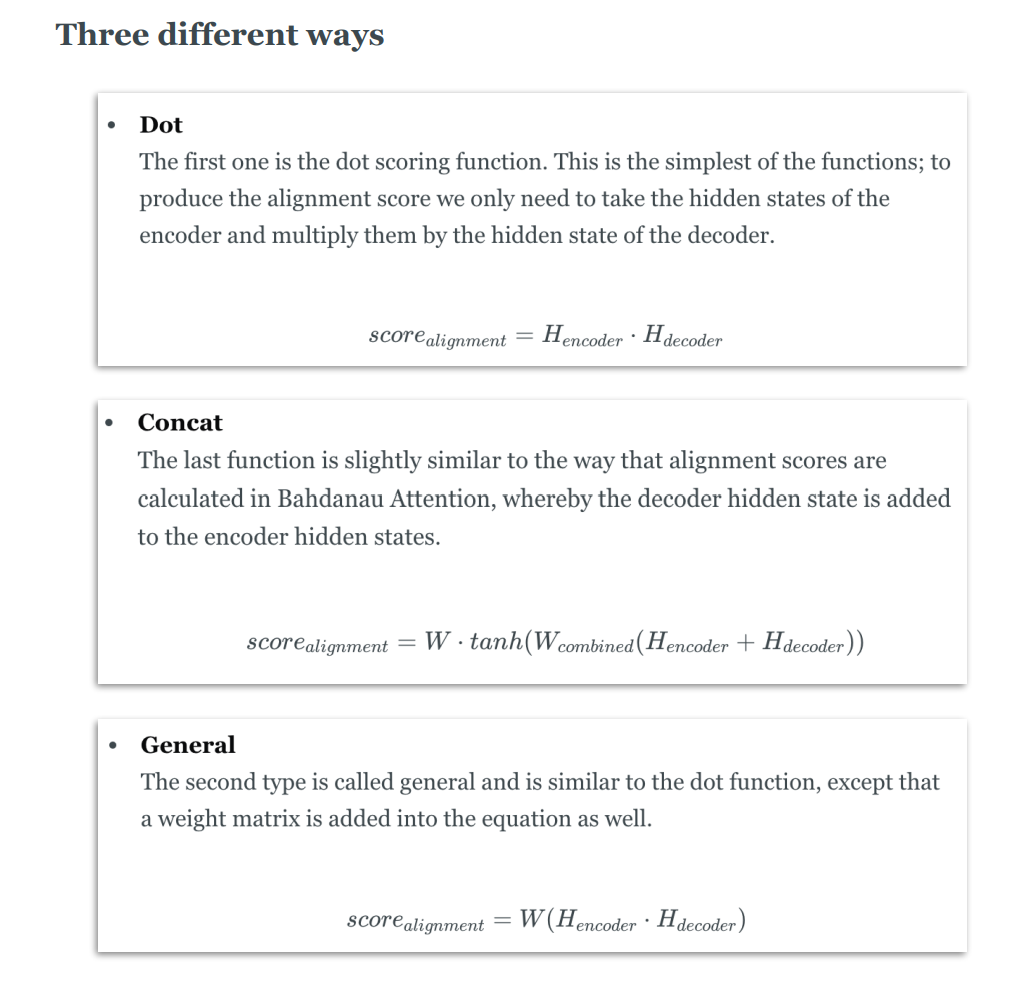 Three different ways
• Dot
The first one is the dot scoring function. This is the simplest of the functions; to
produce the alignment score we only need to take the hidden states of the
encoder and multiply them by the hidden state of the decoder.
score_{alignment} = H_{encoder} · H_{decoder}
• Concat
The last function is slightly similar to the way that alignment scores are
calculated in Bahdanau Attention, whereby the decoder hidden state is added
to the encoder hidden states.
score_{alignment} = W · tanh(W_{combined}(H_{encoder} + H_{decoder}))
• General
The second type is called general and is similar to the dot function, except that
a weight matrix is added into the equation as well.
score_{alignment} = W(H_{encoder} · H_{decoder})